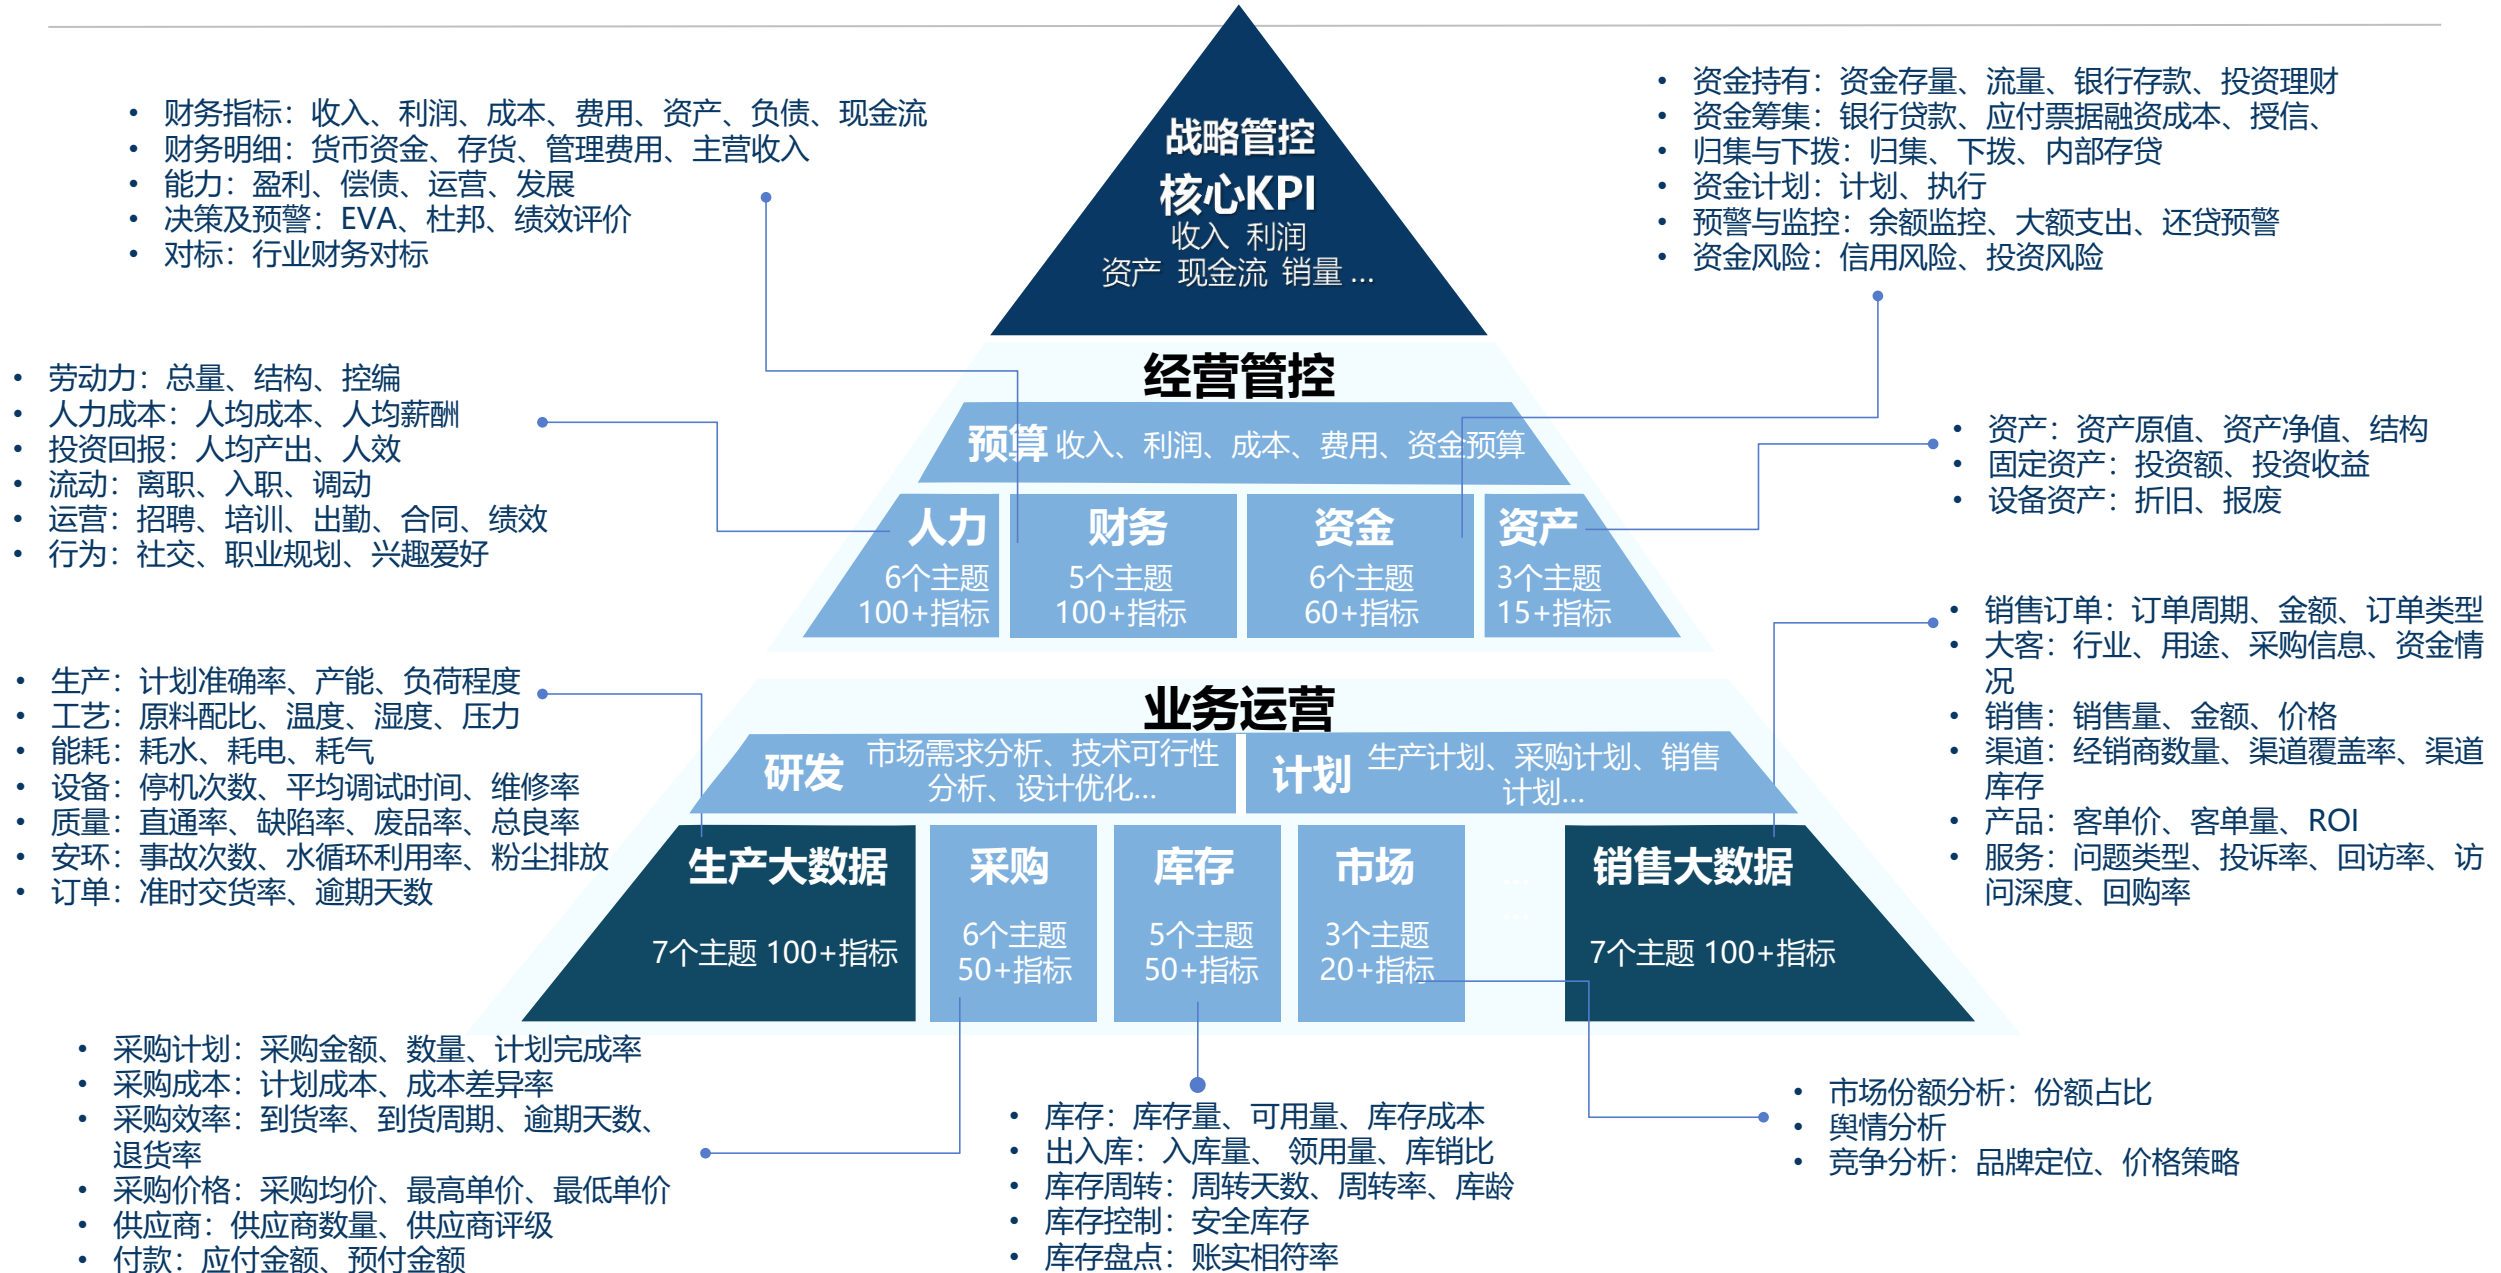 战略管控
核心KPI
收入 利润
资产 现金流 销量 ...
• 财务指标：收入、利润、成本、费用、资产、负债、现金流
• 财务明细：货币资金、存货、管理费用、主营收入
• 能力：盈利、偿债、运营、发展
• 决策及预警：EVA、杜邦、绩效评价
• 对标：行业财务对标
• 资金持有：资金存量、流量、银行存款、投资理财
• 资金筹集：银行贷款、应付票据融资成本、授信、
• 归集与下拨：归集、下拨、内部存贷
• 资金计划：计划、执行
• 预警与监控：余额监控、大额支出、还贷预警
• 资金风险：信用风险、投资风险
经营管控
预算 收入、利润、成本、费用、资金预算
• 劳动力：总量、结构、控编
• 人力成本：人均成本、人均薪酬
• 投资回报：人均产出、人效
• 流动：离职、入职、调动
• 运营：招聘、培训、出勤、合同、绩效
• 行为：社交、职业规划、兴趣爱好
人力
6个主题
100+指标
财务
5个主题
100+指标
资金
6个主题
60+指标
资产
3个主题
15+指标
• 资产：资产原值、资产净值、结构
• 固定资产：投资额、投资收益
• 设备资产：折旧、报废
业务运营
研发
市场需求分析、技术可行性
分析、设计优化...
计划
生产计划、采购计划、销售
计划...
• 生产：计划准确率、产能、负荷程度
• 工艺：原料配比、温度、湿度、压力
• 能耗：耗水、耗电、耗气
• 设备：停机次数、平均调试时间、维修率
• 质量：直通率、缺陷率、废品率、总良率
• 安环：事故次数、水循环利用率、粉尘排放
• 订单：准时交货率、逾期天数
生产大数据
7个主题 100+指标
采购
6个主题
50+指标
库存
5个主题
50+指标
市场
3个主题
20+指标
...
...
销售大数据
7个主题 100+指标
• 销售订单：订单周期、金额、订单类型
• 大客：行业、用途、采购信息、资金情
况
• 销售：销售量、金额、价格
• 渠道：经销商数量、渠道覆盖率、渠道
库存
• 产品：客单价、客单量、ROI
• 服务：问题类型、投诉率、回访率、访
问深度、回购率
• 采购计划：采购金额、数量、计划完成率
• 采购成本：计划成本、成本差异率
• 采购效率：到货率、到货周期、逾期天数、
退货率
• 采购价格：采购均价、最高单价、最低单价
• 供应商：供应商数量、供应商评级
• 付款：应付金额、预付金额
• 库存：库存量、可用量、库存成本
• 出入库：入库量、 领用量、库销比
• 库存周转：周转天数、周转率、库龄
• 库存控制：安全库存
• 库存盘点：账实相符率
• 市场份额分析：份额占比
• 舆情分析
• 竞争分析：品牌定位、价格策略